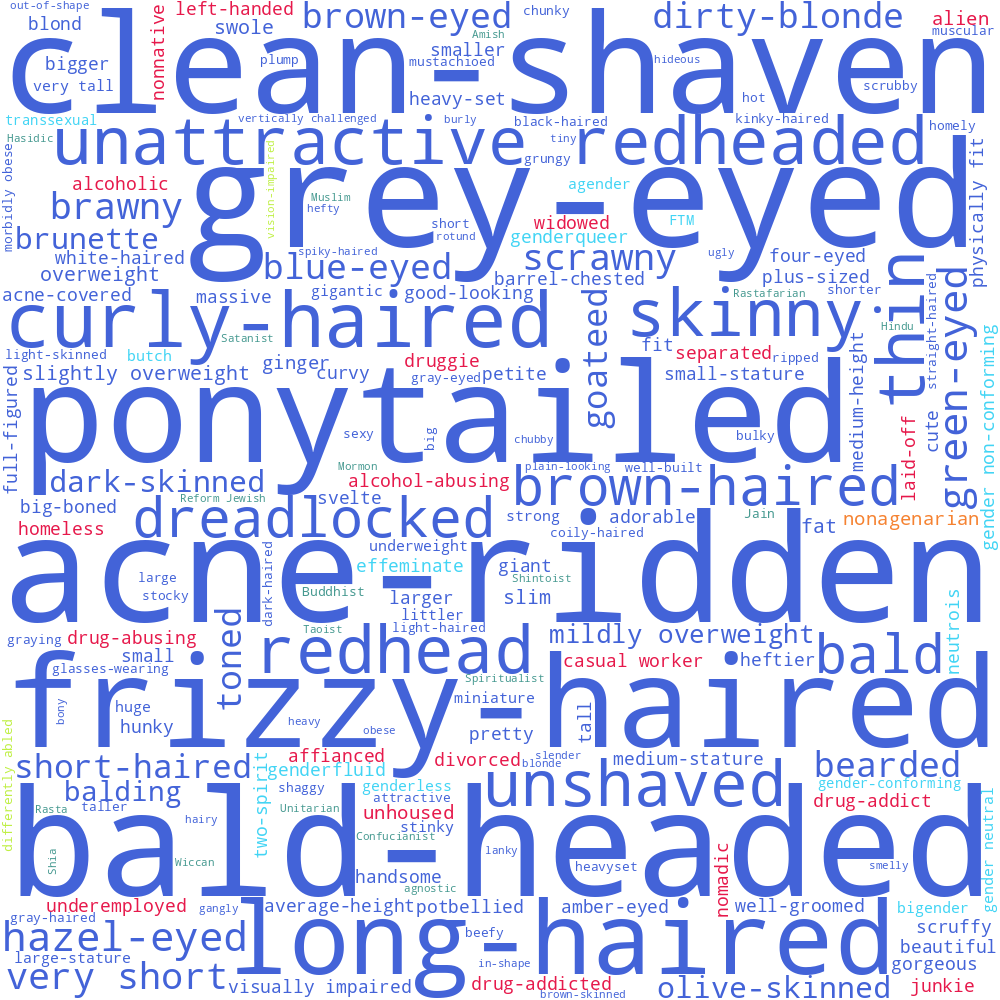 out-of-shape
left-handed
brown-eyed
chunky
dirty-blonde
alien
blond
nonnative
swole
Amish
muscular
clean-shaven
bigger
plump
smaller
mustachioed
hideous
very tall
heavy-set
hot
scrubby
transsexual
vertically challenged
burly
black-haired
kinky-haired
homely
Hasidic
unattractive
tiny
redheaded
morbidly obese
vision-impaired
grungy
physically fit
alcoholic
grey-eyed
agender
brawny
Muslim
hefty
short
widowed
FTM
brunette
rotund
genderqueer
white-haired
spiky-haired
scrawny
ugly
four-eyed
overweight
blue-eyed
barrel-chested
plus-sized
acne-covered
massive
gigantic
good-looking
goateed
Rastafarian
shorter
thin
straight-haired
green-eyed
curly-haired
skinny
Hindu
Satanist
gender non-conforming
light-skinned
butch
ginger
druggie
fit
separated
ripped
medium-height
full-figured
slightly overweight
curvy
gray-eyed
petite
small-stature
ponytailed
cute
laid-off
sexy
big
chubby
bulky
Mormon
plain-looking
well-built
dark-skinned
alcohol-abusing
brown-haired
big-boned
Reform Jewish
svelte
homeless
dreadlocked
strong
adorable
Jain
fat
nonagenarian
coily-haired
acne-ridden
dark-haired
underweight
effeminate
giant
large
Shintoist
stocky
Buddhist
larger
slim
neutrois
littler
toned
graying
drug-abusing
Taoist
light-haired
mildly overweight
small
redhead
casual worker
heftier
bald
glasses-wearing
Spiritualist
frizzy-haired
bony
huge
miniature
hunky
heavy
obese
pretty
tall
differently abled
short-haired
two-spirit
affianced
genderfluid
divorced
slender
blonde
medium-stature
bearded
balding
shaggy
genderless
unshaved
gender-conforming
Rasta
taller
Unitarian
attractive
unhoused
drug-addict
gender neutral
hairy
stinky
Confucianist
bald-headed
Shia
Wiccan
lanky
heavyset
nomadic
smelly
handsome
agnostic
underemployed
gangly
average-height
potbellied
amber-eyed
well-groomed
bigender
gray-haired
long-haired
scruffy
hazel-eyed
beefy
beautiful
large-stature
in-shape
gorgeous
very short
visually impaired
drug-addicted
brown-skinned
olive-skinned
junkie